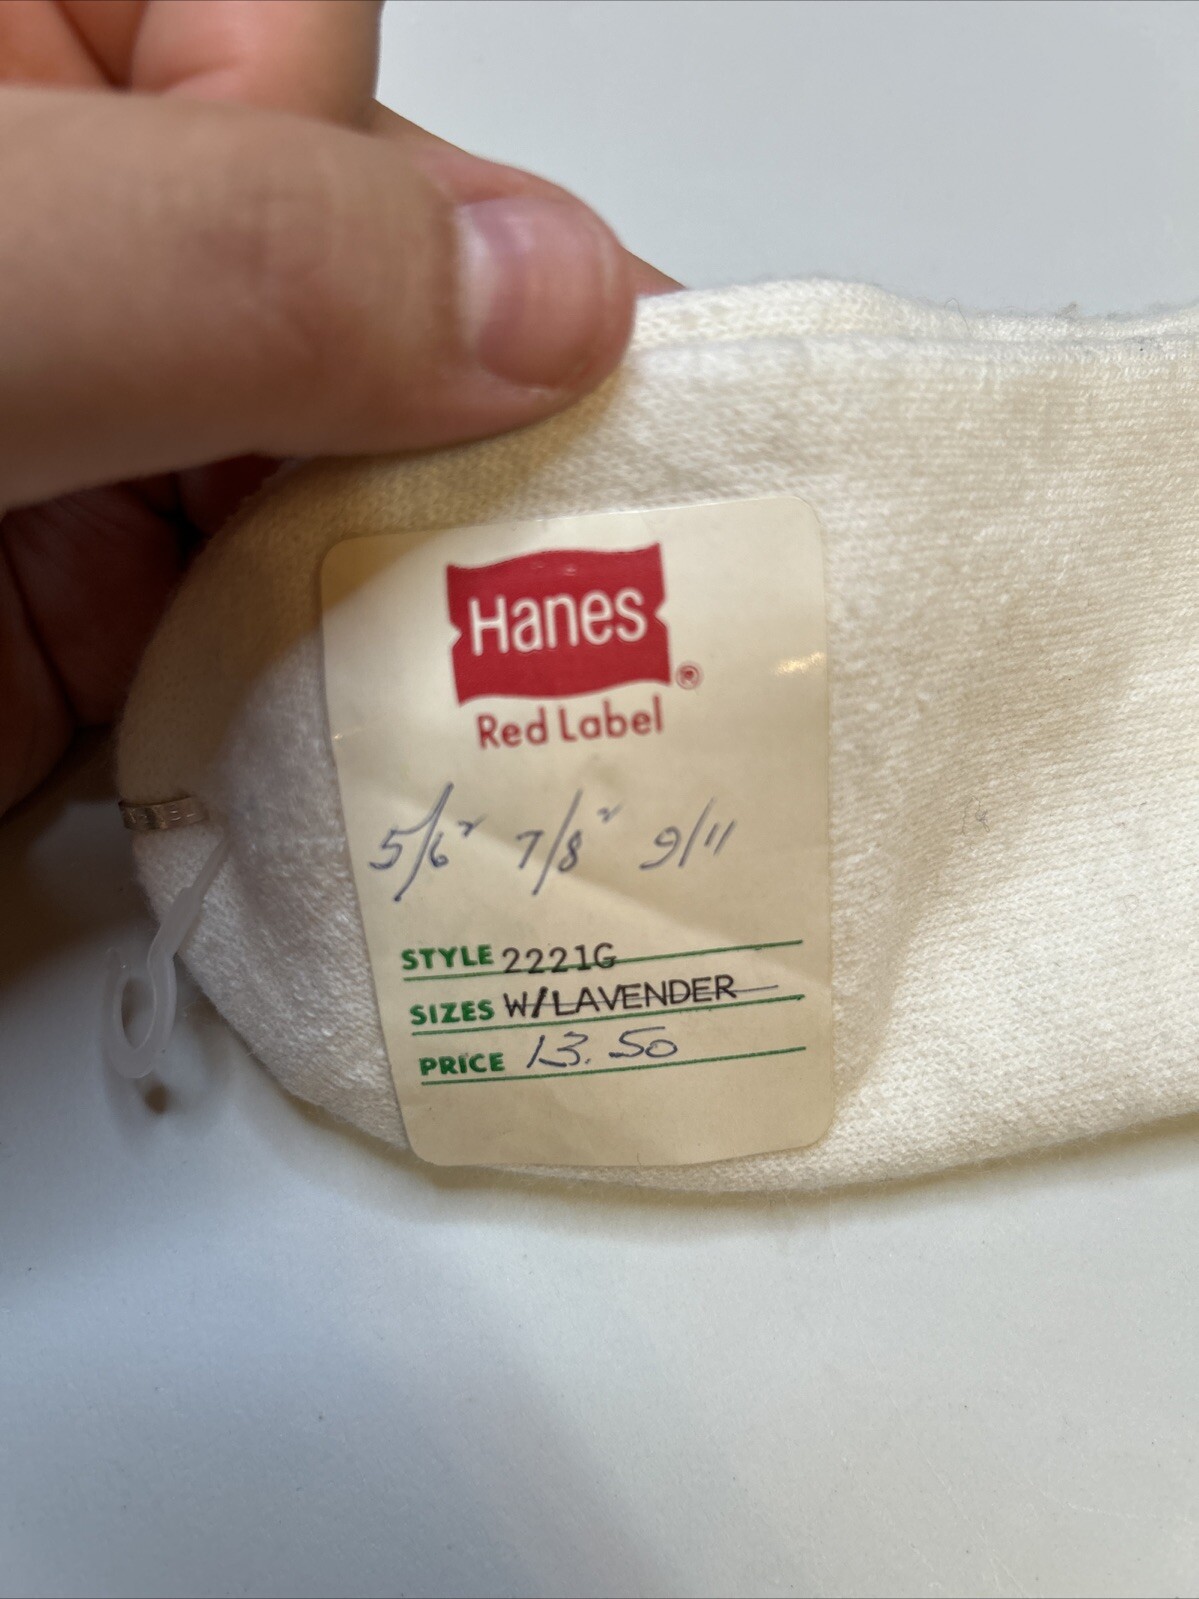 Hanes
®
Red Label
5/6" 7/8" 9/11
STYLE 2221G
SIZES W/LAVENDER
PRICE 13.50